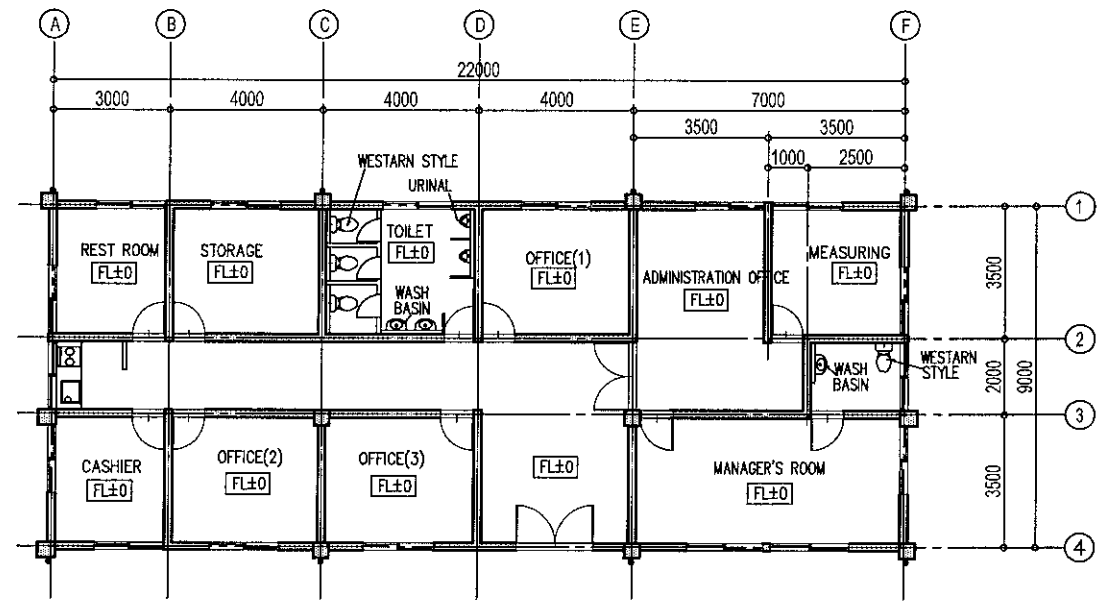 A B C D E F
22000
3000 4000 4000 4000 7000
3500 3500
1000 2500
WESTARN STYLE
URINAL
1
REST ROOM
FL±0
STORAGE
FL±0
TOILET
FL±0
OFFICE(1)
FL±0
ADMINISTRATION OFFICE
FL±0
MEASURING
FL±0
3500
WASH
BASIN
2
WASH
BASIN
WESTARN
STYLE
2000
9000
3
CASHIER
FL±0
OFFICE(2)
FL±0
OFFICE(3)
FL±0
FL±0
MANAGER'S ROOM
FL±0
3500
4